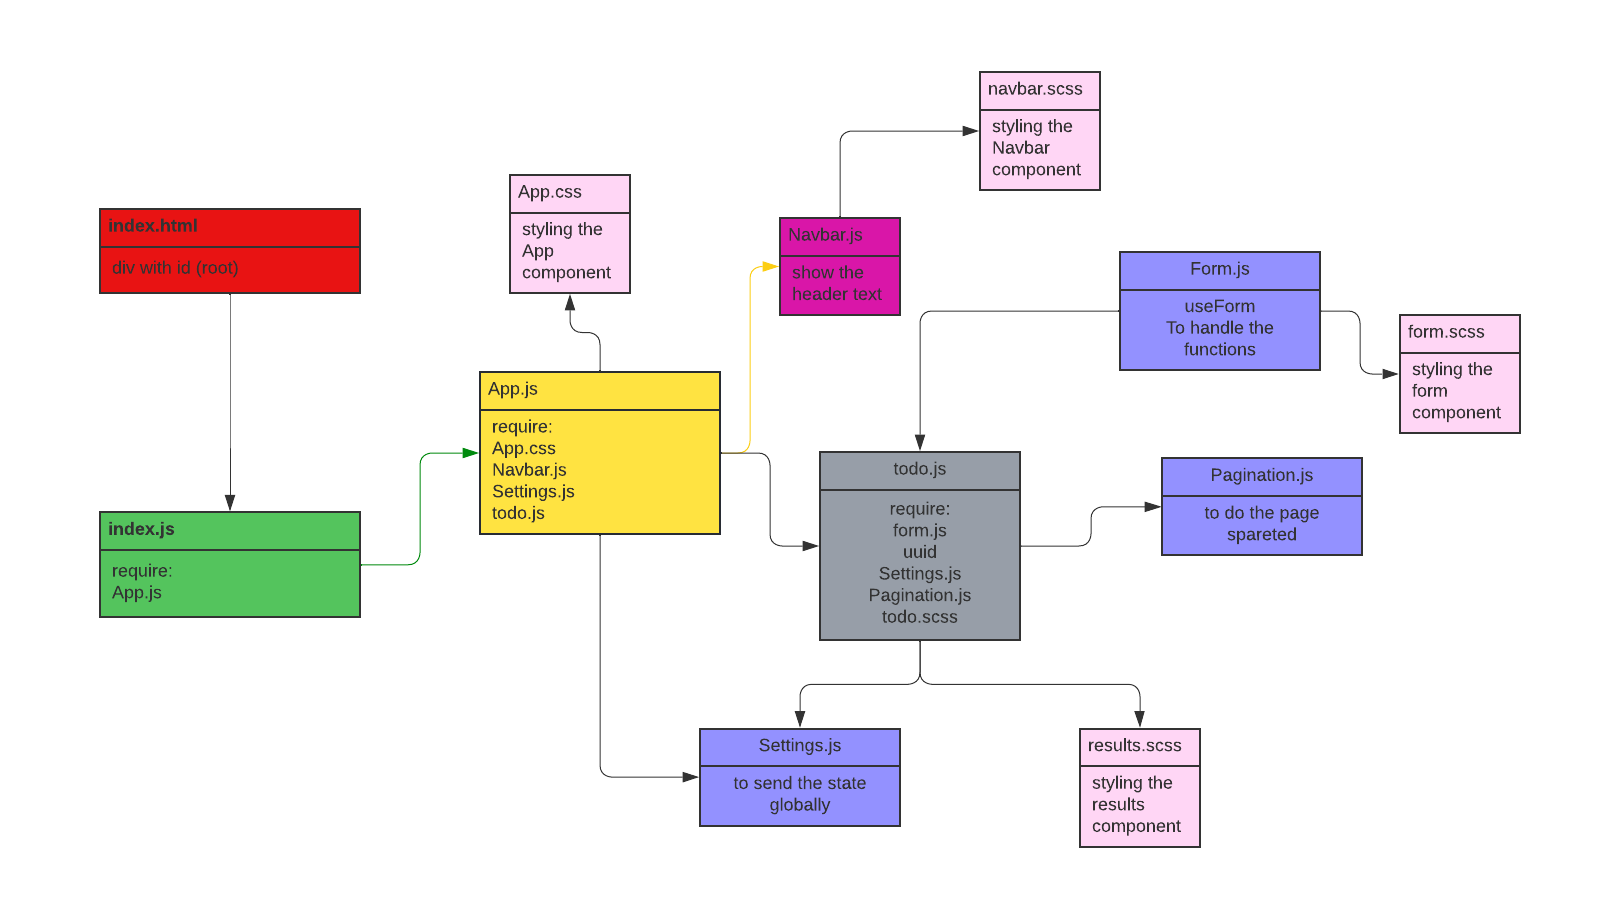 index.html
div with id (root)
index.js
require:
App.js
App.css
styling the
App
component
App.js
require:
App.css
Navbar.js
Settings.js
todo.js
Navbar.js
show the
header text
navbar.scss
styling the
Navbar
component
Form.js
useForm
To handle the
functions
form.scss
styling the
form
component
todo.js
require:
form.js
uuid
Settings.js
Pagination.js
todo.scss
Pagination.js
to do the page
spareted
Settings.js
to send the state
globally
results.scss
styling the
results
component